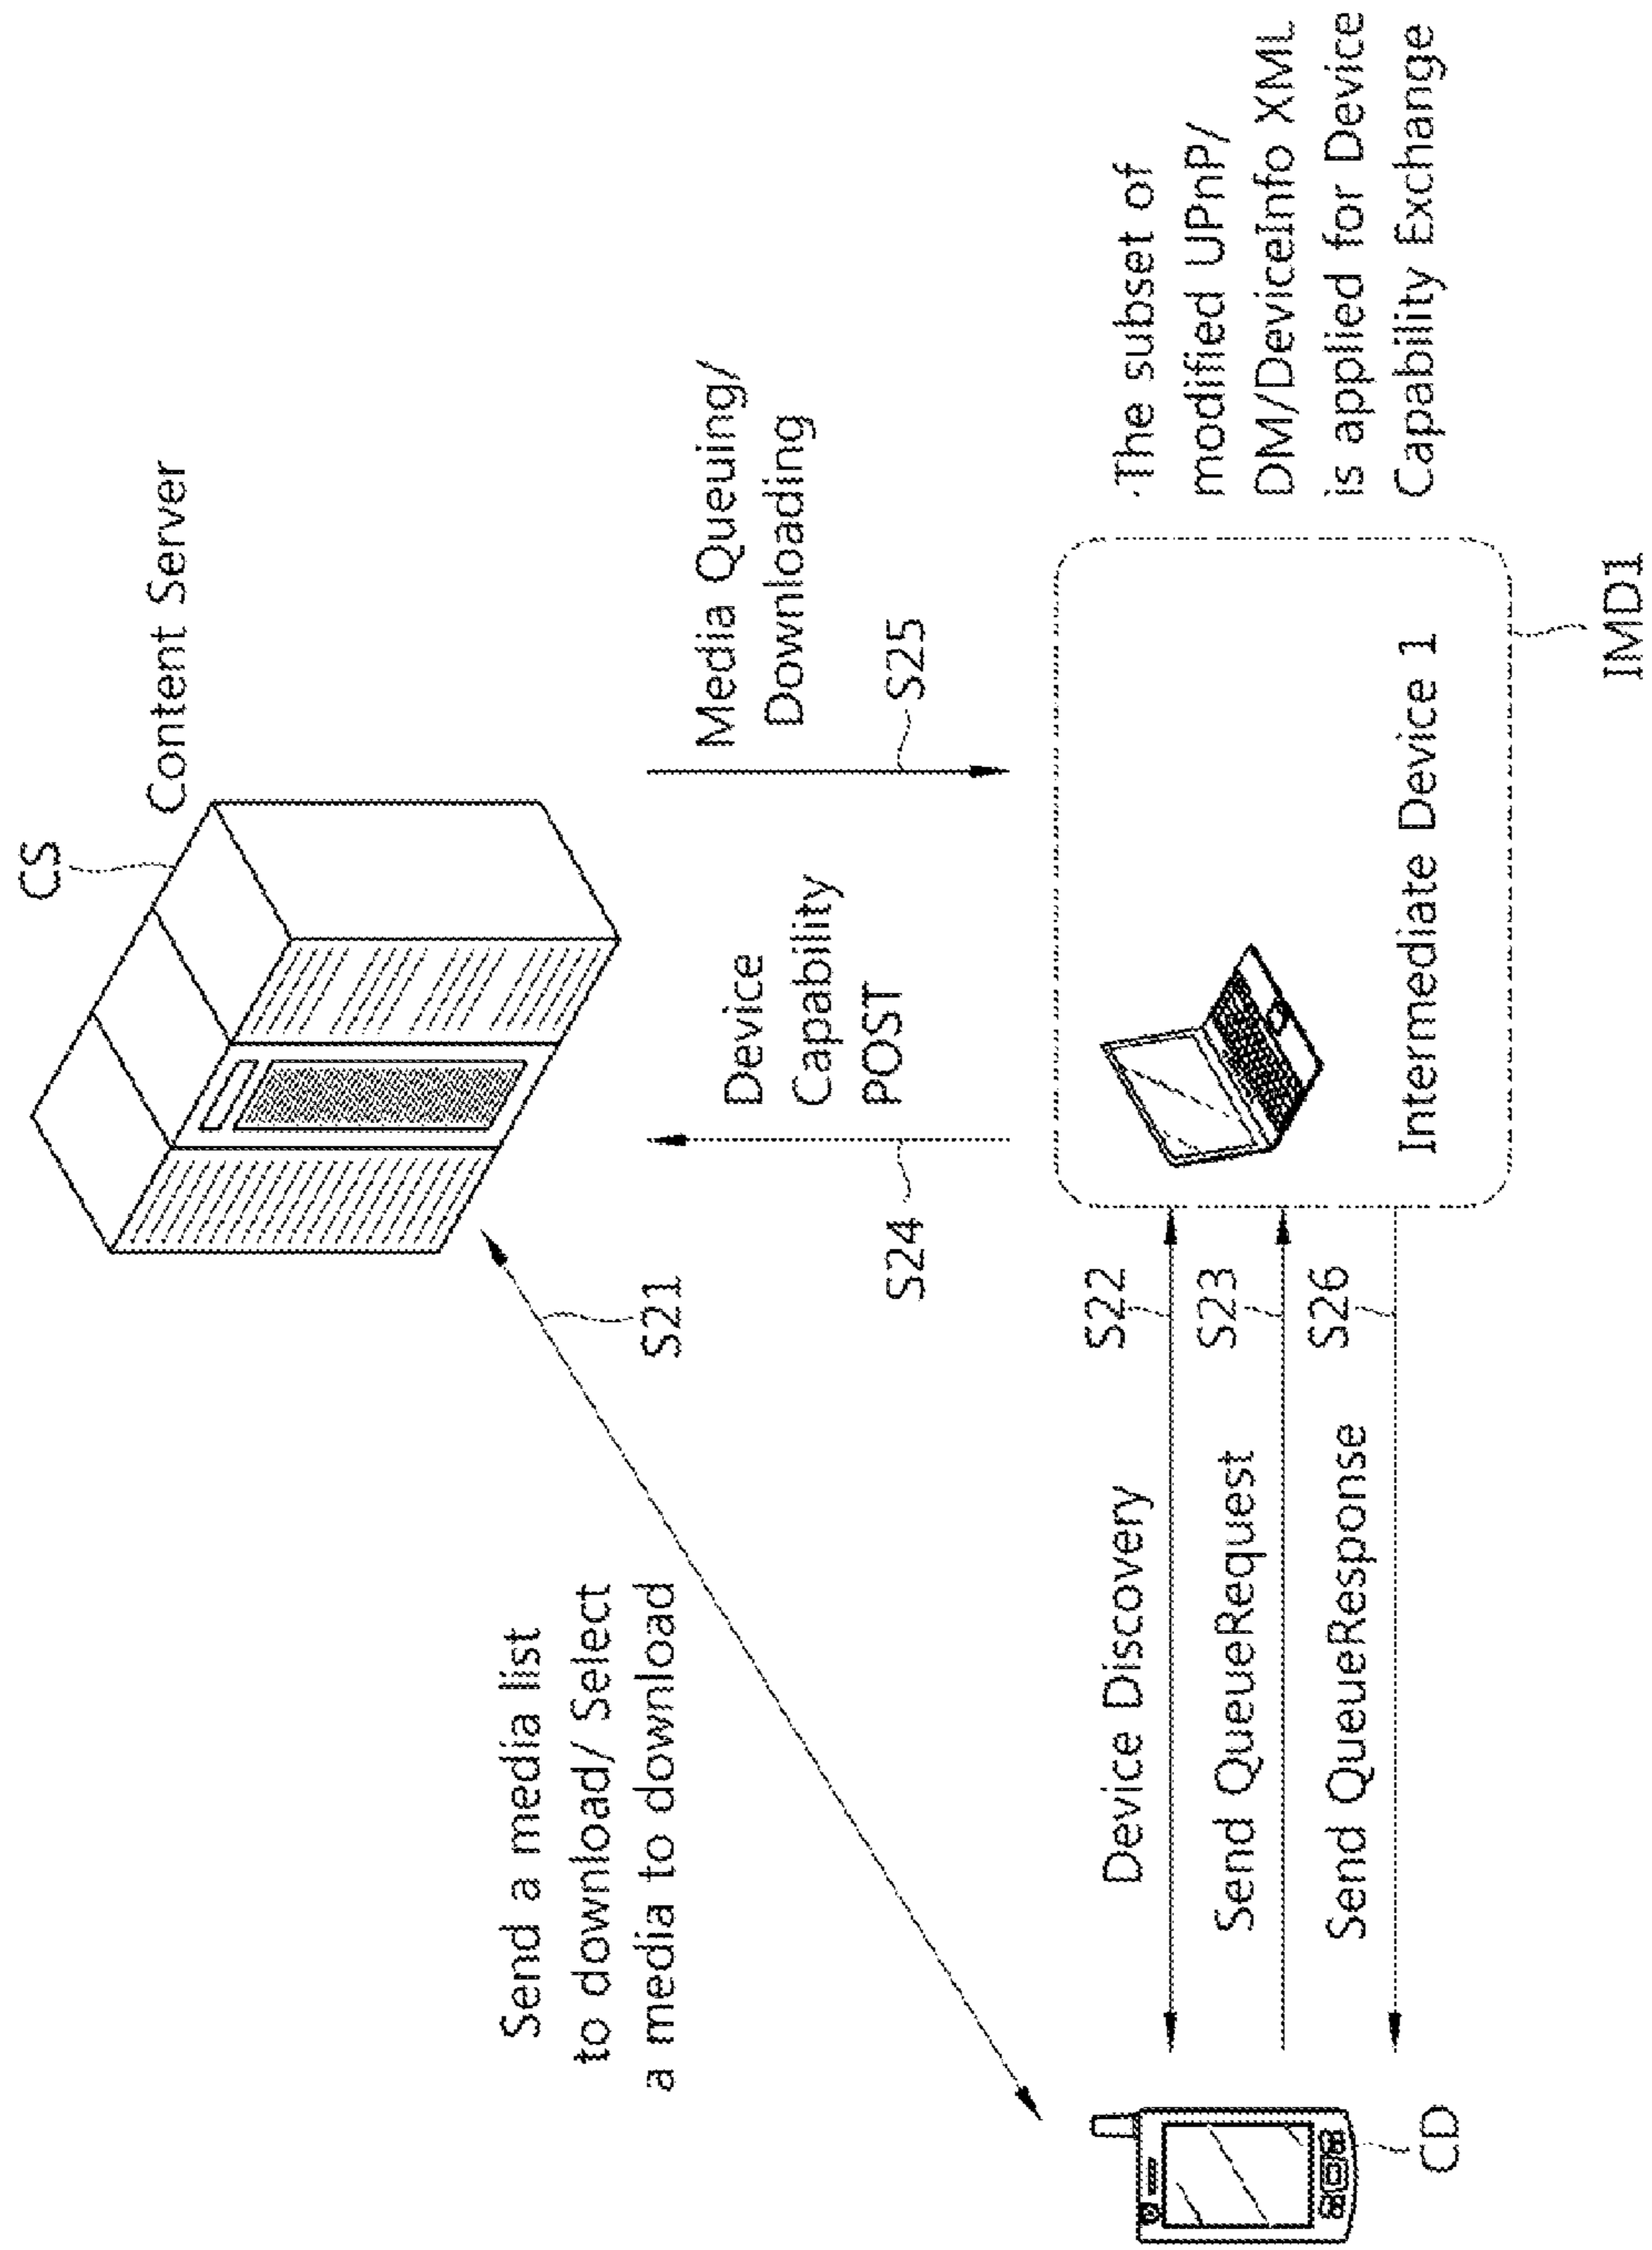 CS
Content Server
Send a media list
to download/ Select
a media to download
S21
Device
Capability
POST
S24
Media Queuing/
Downloading
S25
Device Discovery
S22
Send QueueRequest
S23
Send QueueResponse
S26
CD
Intermediate Device 1
IMD1
·The subset of
modified UPnP/
DM/DeviceInfo XML
is applied for Device
Capability Exchange